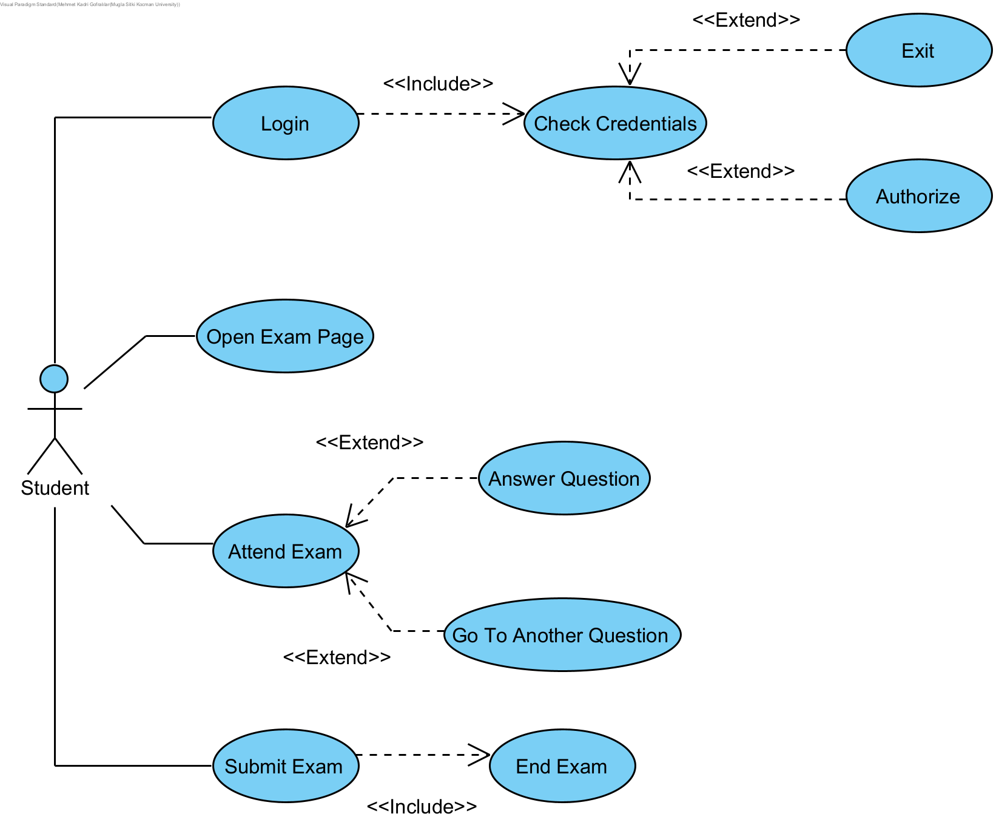 Visual Paradigm Standard(Mehmet Kadri Gofralılar(Mugla Sitki Kocman University))
<<Extend>>
Exit
<<Include>>
Login
Check Credentials
<<Extend>>
Authorize
Open Exam Page
<<Extend>>
Answer Question
Student
Attend Exam
Go To Another Question
<<Extend>>
Submit Exam
End Exam
<<Include>>